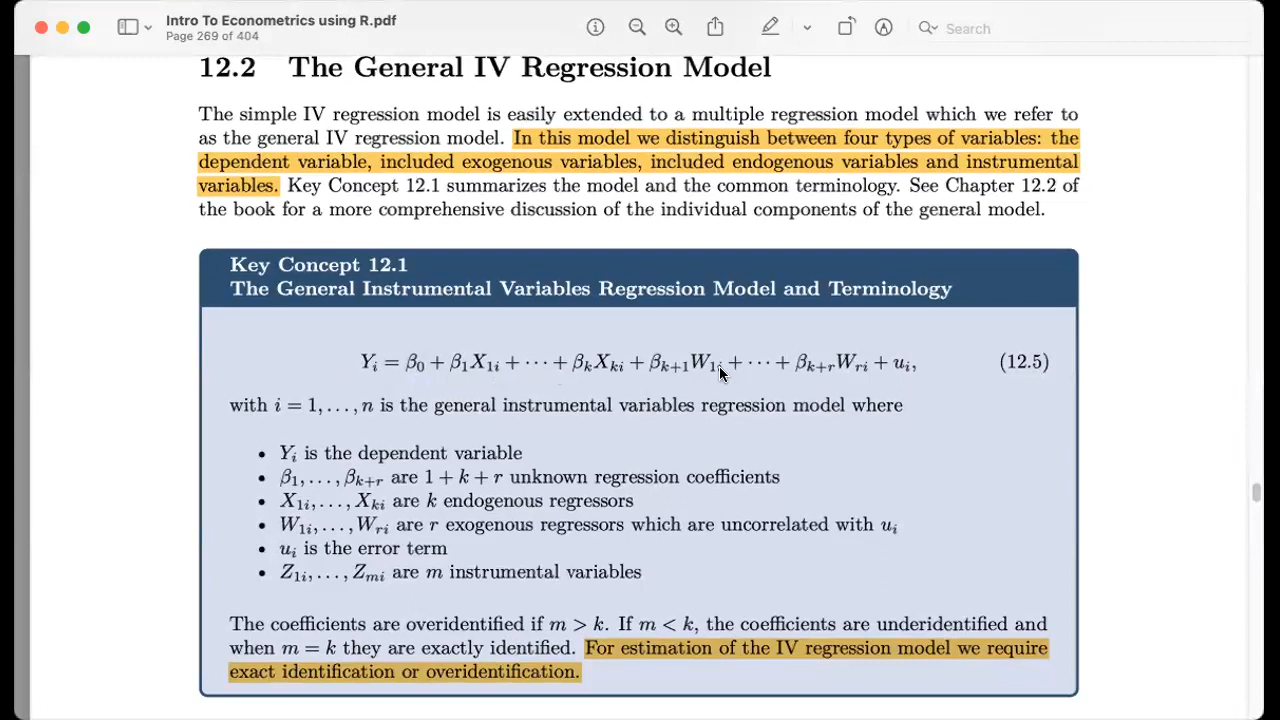 Intro To Econometrics using R.pdf
Page 269 of 404
Search
12.2 The General IV Regression Model
The simple IV regression model is easily extended to a multiple regression model which we refer to
as the general IV regression model. In this model we distinguish between four types of variables: the
dependent variable, included exogenous variables, included endogenous variables and instrumental
variables. Key Concept 12.1 summarizes the model and the common terminology. See Chapter 12.2 of
the book for a more comprehensive discussion of the individual components of the general model.
Key Concept 12.1
The General Instrumental Variables Regression Model and Terminology
Yᵢ = β₀ + β₁X₁ᵢ + ⋯ + βₖXₖᵢ + βₖ₊₁W₁ᵢ + ⋯ + βₖ₊ᵣWᵣᵢ + uᵢ, (12.5)
with i = 1, . . . , n is the general instrumental variables regression model where
• Yᵢ is the dependent variable
• β₁, . . . , βₖ₊ᵣ are 1 + k + r unknown regression coefficients
• X₁ᵢ, . . . , Xₖᵢ are k endogenous regressors
• W₁ᵢ, . . . , Wᵣᵢ are r exogenous regressors which are uncorrelated with uᵢ
• uᵢ is the error term
• Z₁ᵢ, . . . , Zₘᵢ are m instrumental variables
The coefficients are overidentified if m > k. If m < k, the coefficients are underidentified and
when m = k they are exactly identified. For estimation of the IV regression model we require
exact identification or overidentification.